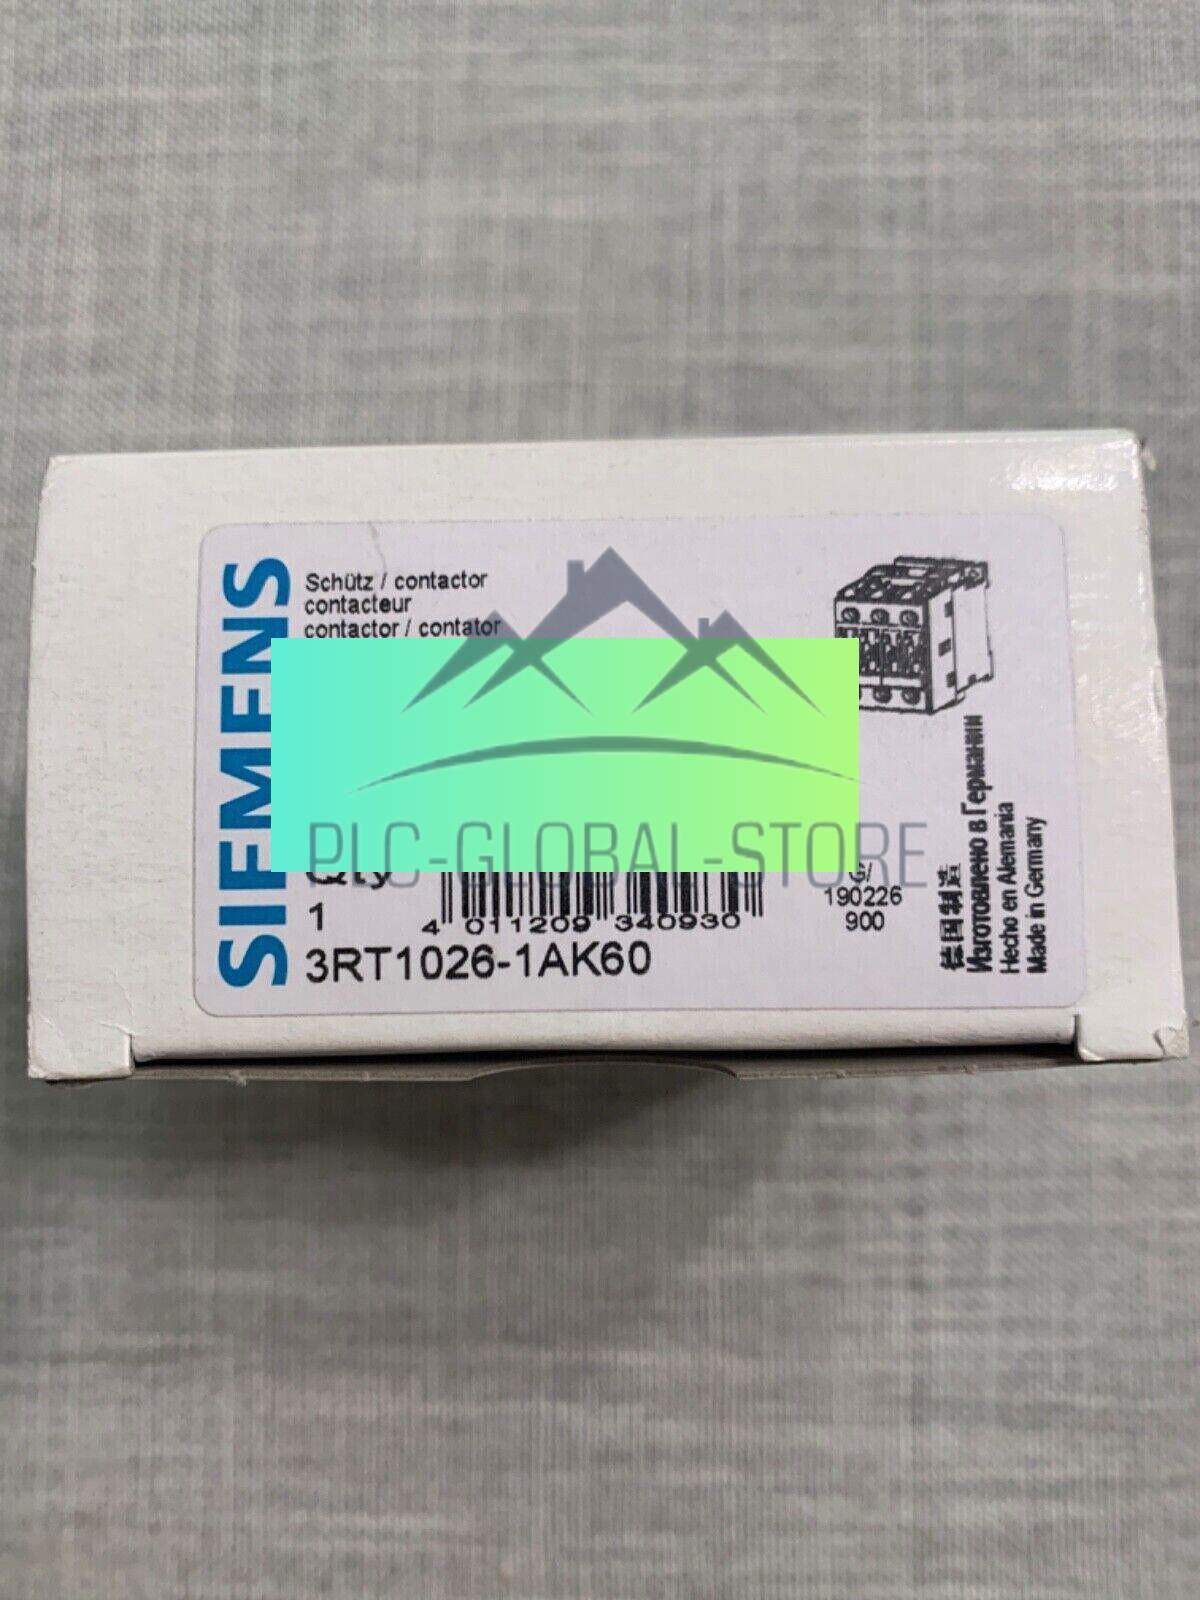 SIEMENS
Schütz / contactor
contacteur
contactor / contator
PLC-GLOBAL-STORE
Qty
1
4 011209 340930
3RT1026-1AK60
G/
190226
900
德国制造
Изготовлено в Германии
Hecho en Alemania
Made in Germany